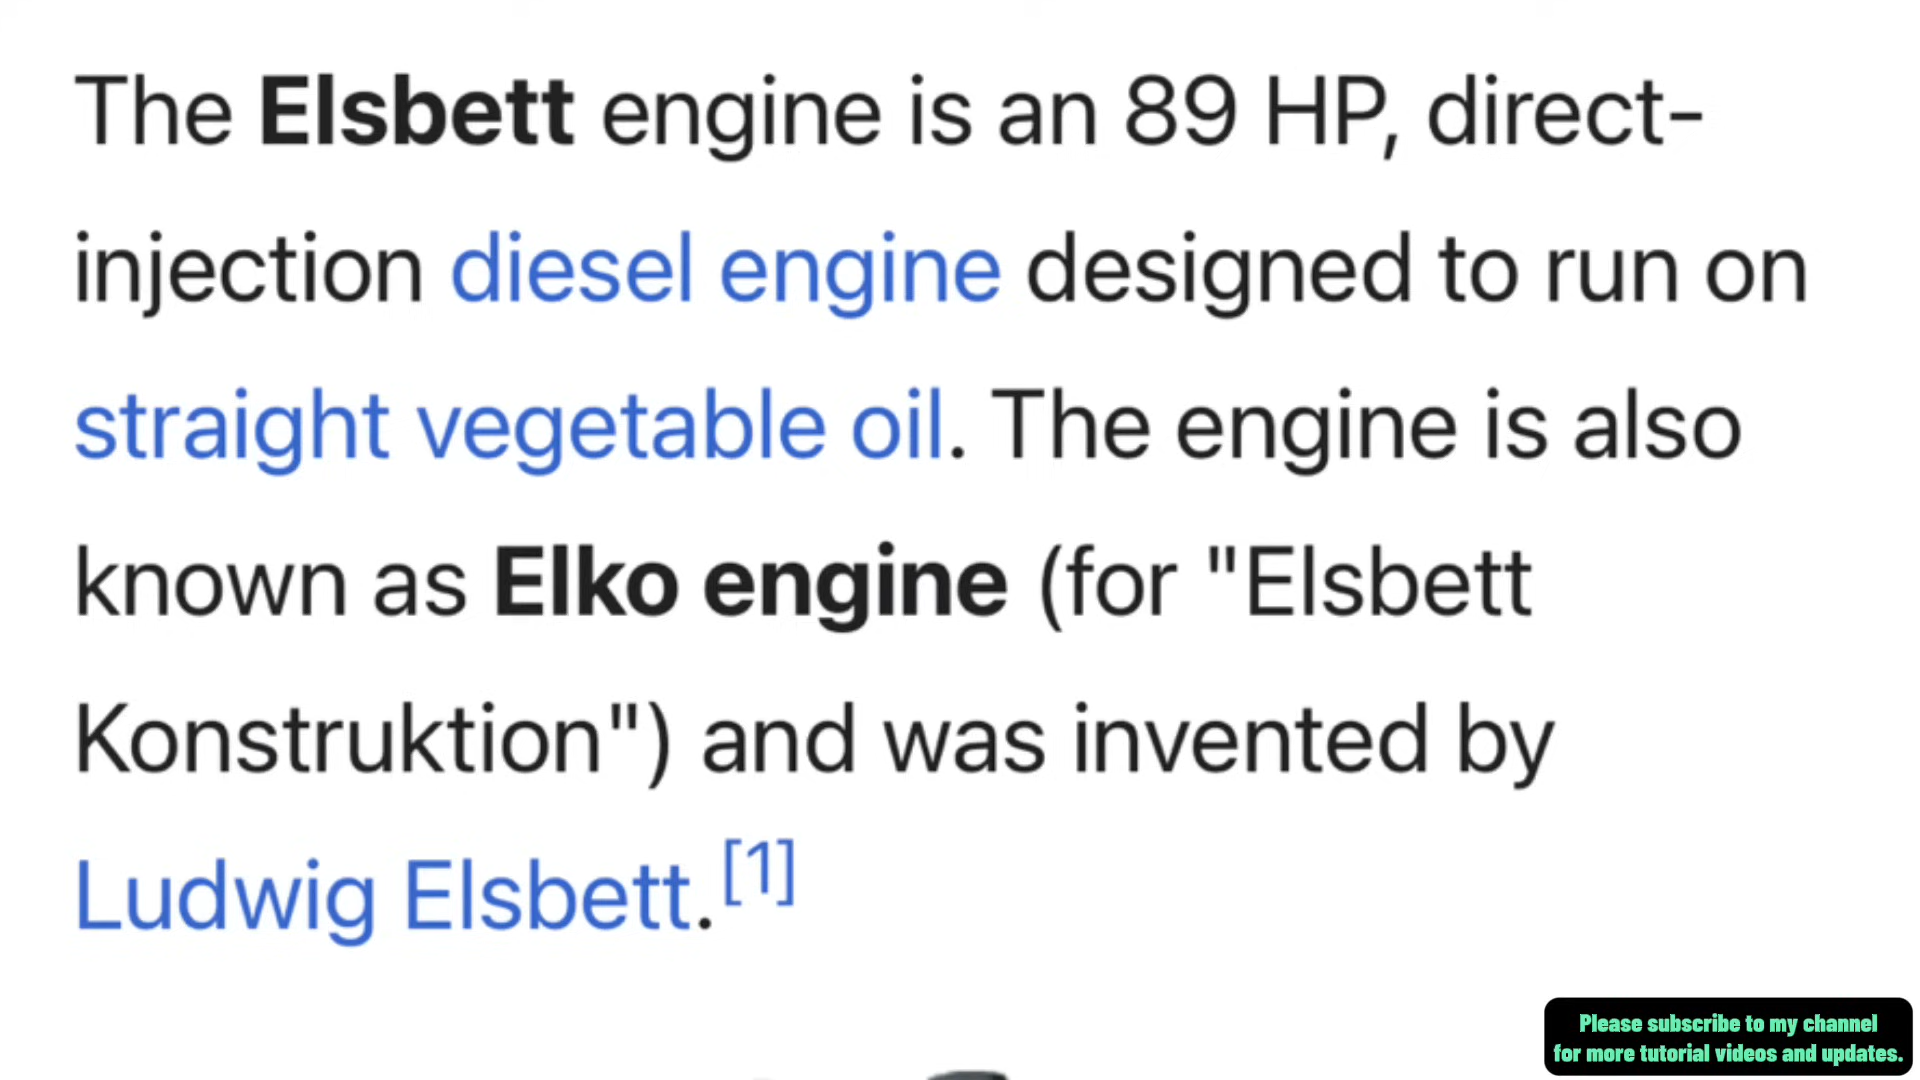 The Elsbett engine is an 89 HP, direct-
injection diesel engine designed to run on
straight vegetable oil. The engine is also
known as Elko engine (for "Elsbett
Konstruktion") and was invented by
Ludwig Elsbett.[1]
Please subscribe to my channel
for more tutorial videos and updates.